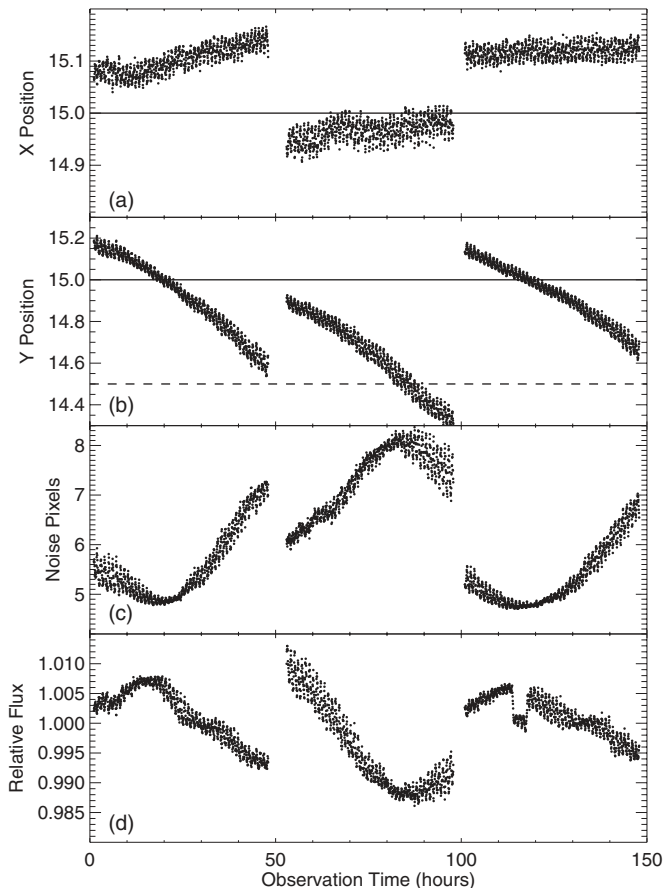 15.1
15.0
14.9
X Position
(a)
15.2
15.0
14.8
14.6
14.4
Y Position
(b)
8
7
6
5
Noise Pixels
(c)
1.010
1.005
1.000
0.995
0.990
0.985
Relative Flux
(d)
0 50 100 150
Observation Time (hours)